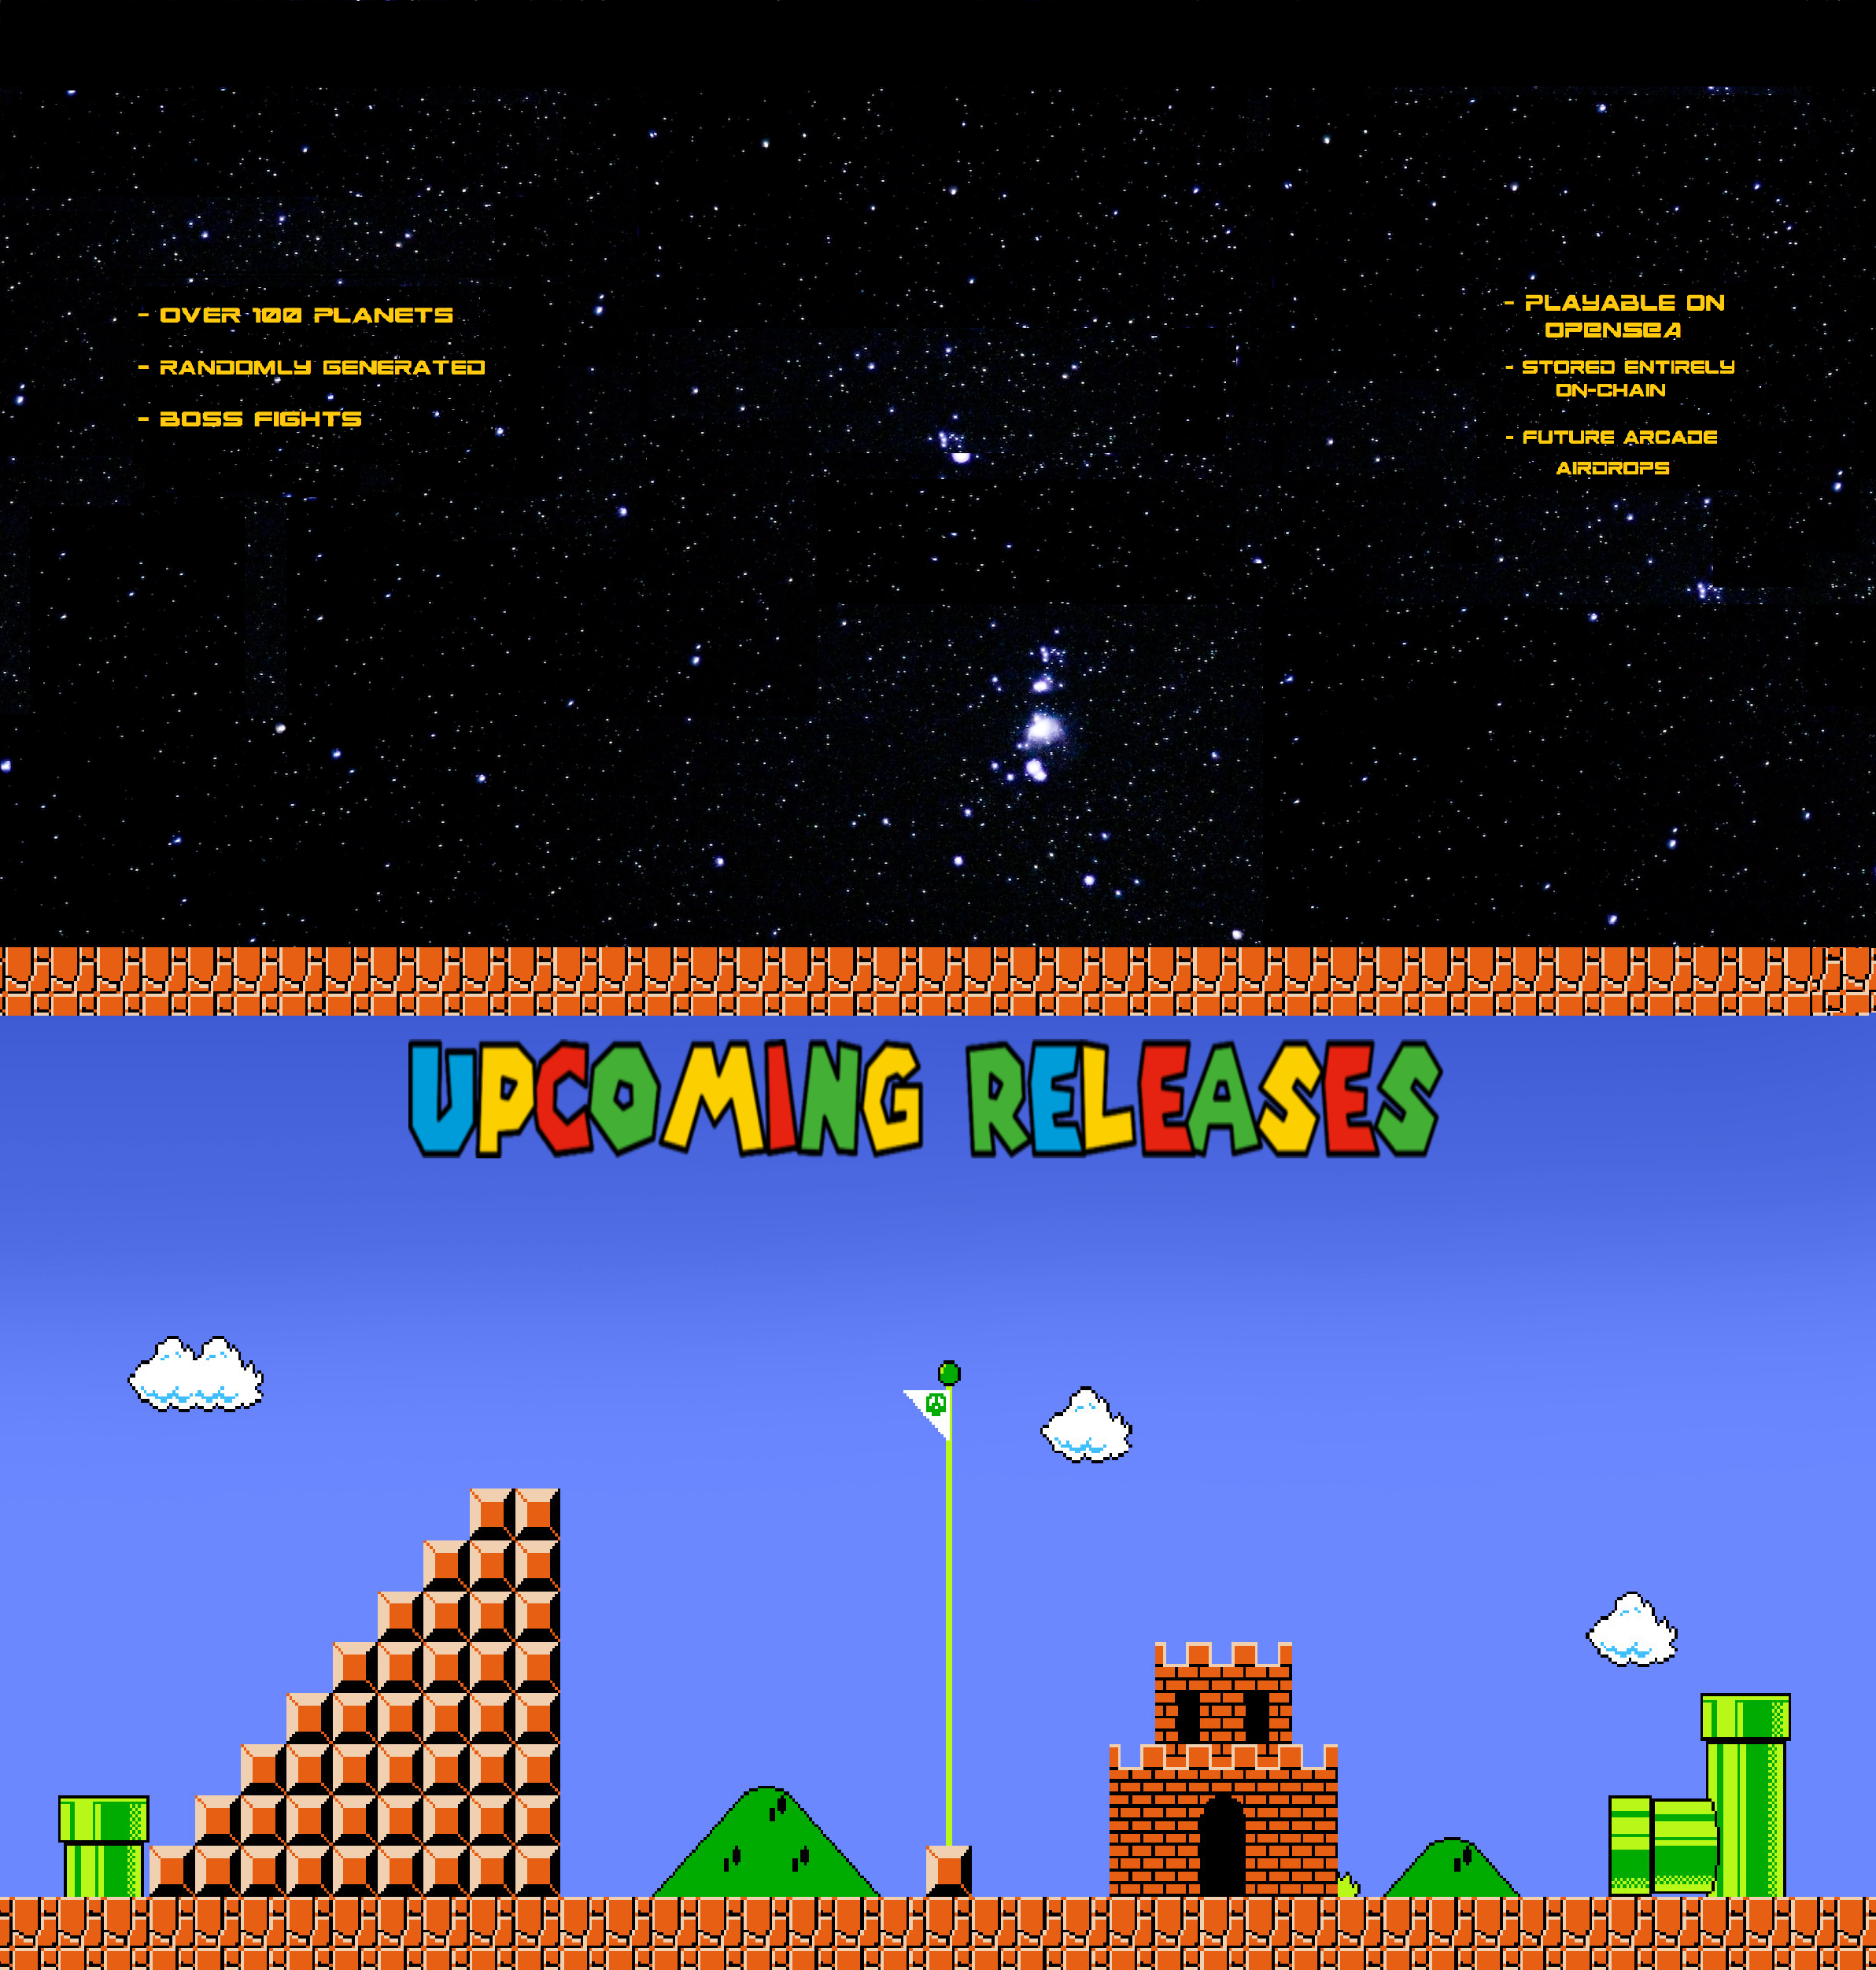 - OVER 100 PLANETS
- RANDOMLY GENERATED
- BOSS FIGHTS
- PLAYABLE ON
OPENSEA
- STORED ENTIRELY
ON-CHAIN
- FUTURE ARCADE
AIRDROPS
UPCOMING RELEASES